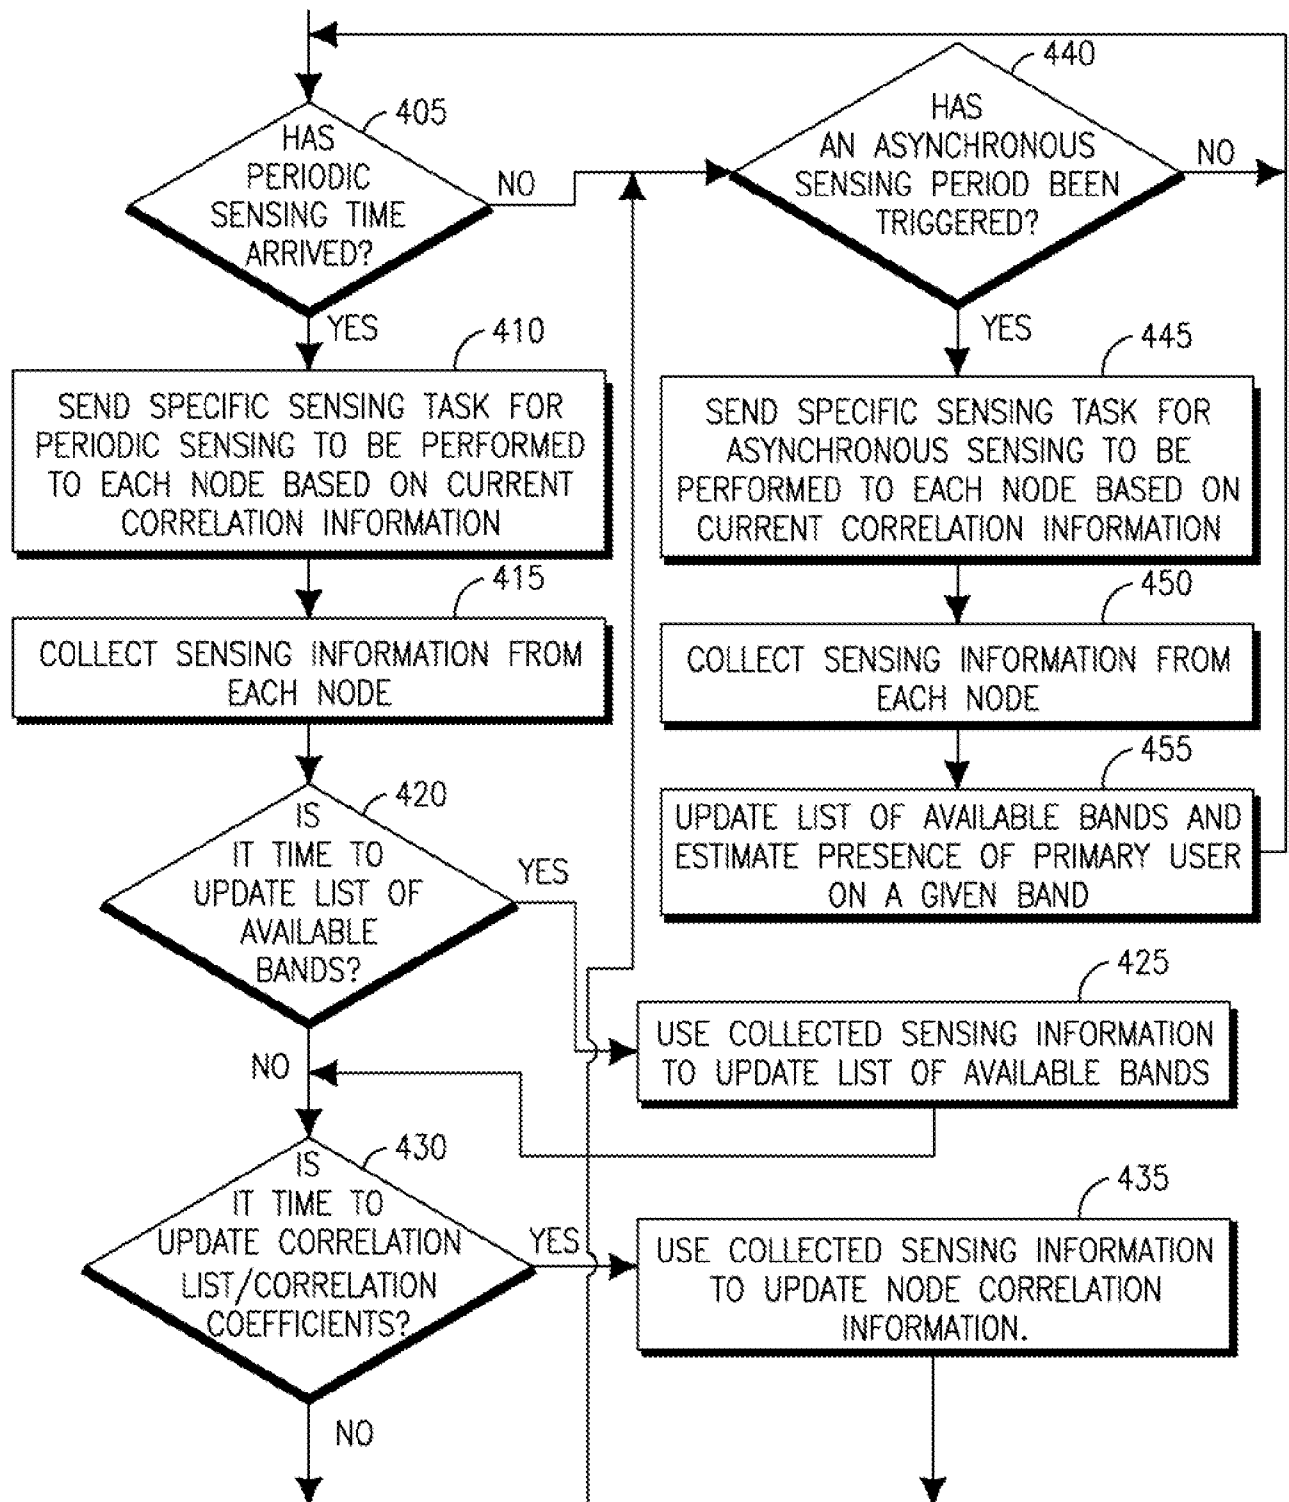 405
HAS
PERIODIC
SENSING TIME
ARRIVED?
NO
YES
410
SEND SPECIFIC SENSING TASK FOR
PERIODIC SENSING TO BE PERFORMED
TO EACH NODE BASED ON CURRENT
CORRELATION INFORMATION
415
COLLECT SENSING INFORMATION FROM
EACH NODE
420
IS
IT TIME TO
UPDATE LIST OF
AVAILABLE
BANDS?
YES
NO
430
IS
IT TIME TO
UPDATE CORRELATION
LIST/CORRELATION
COEFFICIENTS?
YES
NO
440
HAS
AN ASYNCHRONOUS
SENSING PERIOD BEEN
TRIGGERED?
NO
YES
445
SEND SPECIFIC SENSING TASK FOR
ASYNCHRONOUS SENSING TO BE
PERFORMED TO EACH NODE BASED ON
CURRENT CORRELATION INFORMATION
450
COLLECT SENSING INFORMATION FROM
EACH NODE
455
UPDATE LIST OF AVAILABLE BANDS AND
ESTIMATE PRESENCE OF PRIMARY USER
ON A GIVEN BAND
425
USE COLLECTED SENSING INFORMATION
TO UPDATE LIST OF AVAILABLE BANDS
435
USE COLLECTED SENSING INFORMATION
TO UPDATE NODE CORRELATION
INFORMATION.